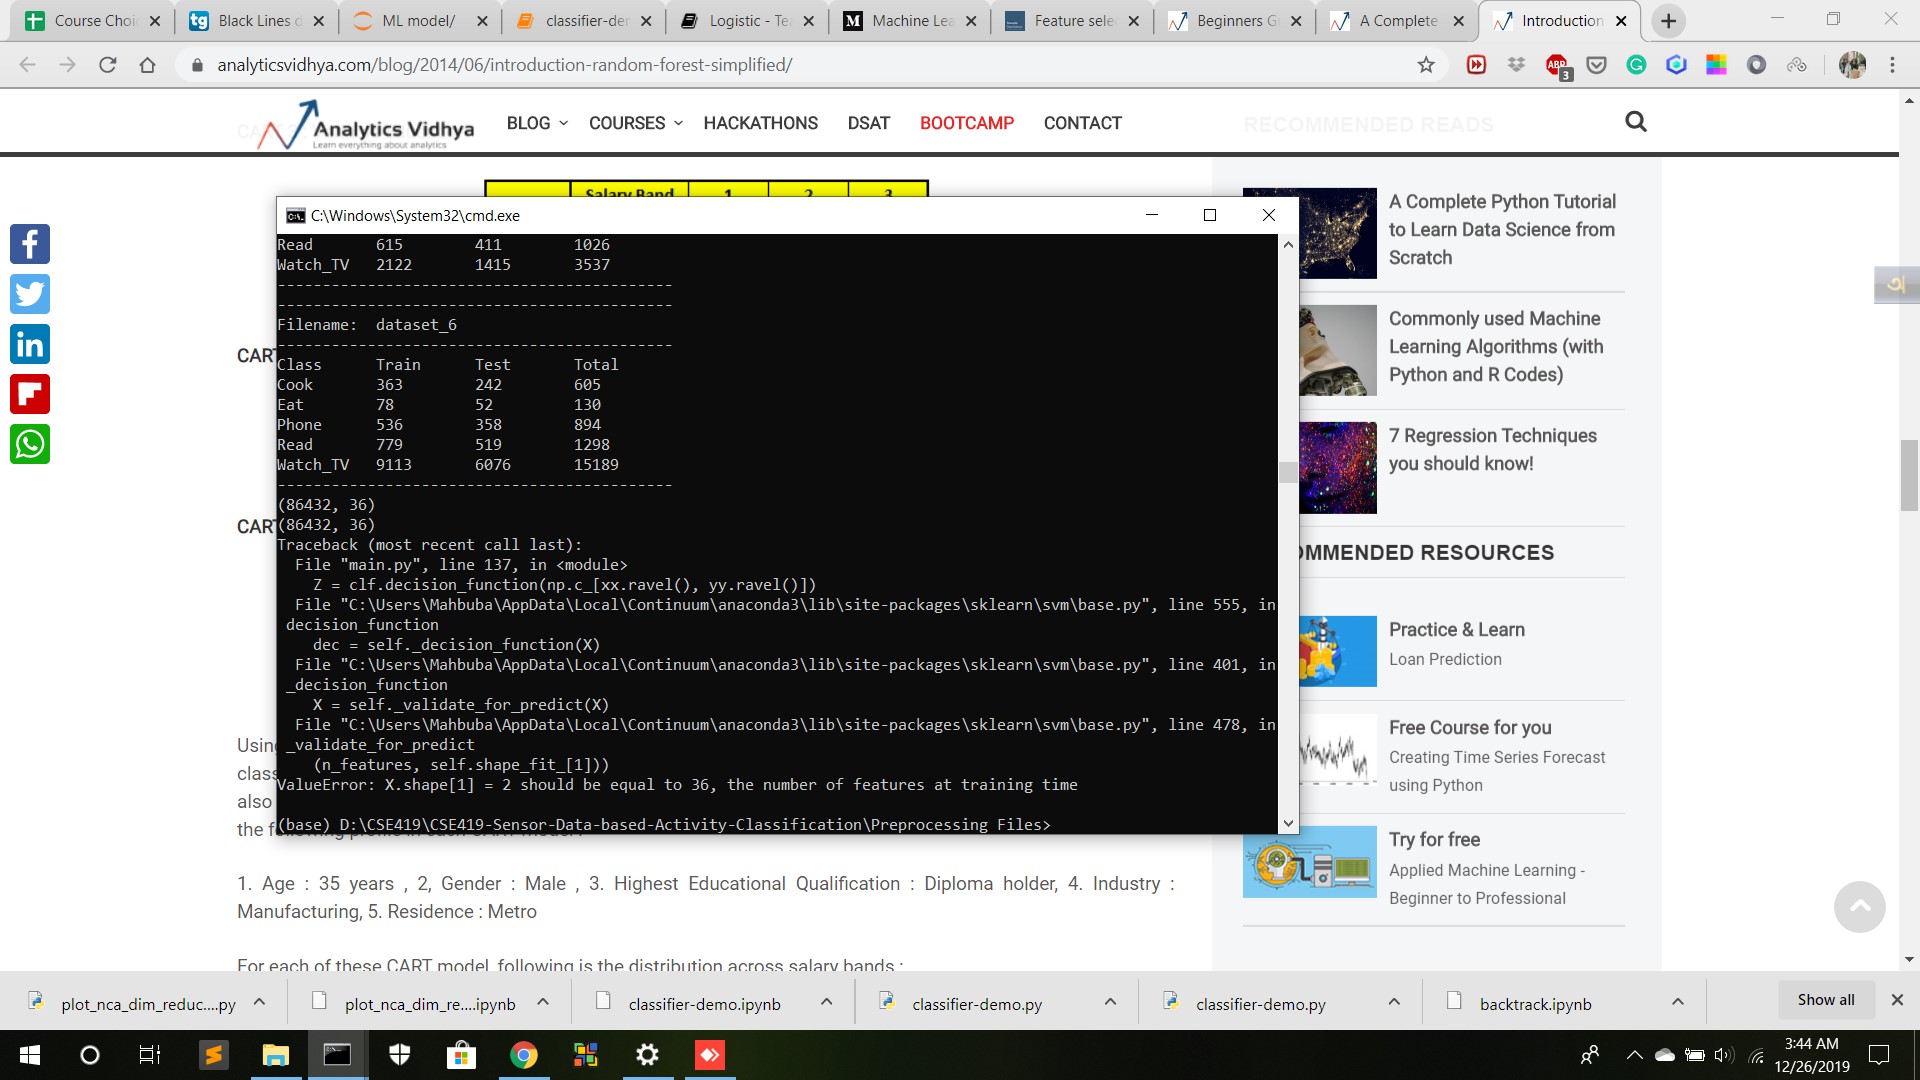 Course Choi
Black Lines d
ML model/
classifier-der
Logistic - Te
Machine Lea
Feature sele
Beginners G
A Complete
Introduction
analyticsvidhya.com/blog/2014/06/introduction-random-forest-simplified/
ABP
3
Analytics Vidhya
Learn everything about analytics
BLOG
COURSES
HACKATHONS
DSAT
BOOTCAMP
CONTACT
RECOMMENDED READS
Salary Band 1 2 3
C:\Windows\System32\cmd.exe
Read 615 411 1026
Watch_TV 2122 1415 3537
--------------------------------------------
--------------------------------------------
Filename: dataset_6
--------------------------------------------
Class Train Test Total
Cook 363 242 605
Eat 78 52 130
Phone 536 358 894
Read 779 519 1298
Watch_TV 9113 6076 15189
--------------------------------------------
(86432, 36)
(86432, 36)
Traceback (most recent call last):
File "main.py", line 137, in <module>
Z = clf.decision_function(np.c_[xx.ravel(), yy.ravel()])
File "C:\Users\Mahbuba\AppData\Local\Continuum\anaconda3\lib\site-packages\sklearn\svm\base.py", line 555, in
decision_function
dec = self._decision_function(X)
File "C:\Users\Mahbuba\AppData\Local\Continuum\anaconda3\lib\site-packages\sklearn\svm\base.py", line 401, in
_decision_function
X = self._validate_for_predict(X)
File "C:\Users\Mahbuba\AppData\Local\Continuum\anaconda3\lib\site-packages\sklearn\svm\base.py", line 478, in
_validate_for_predict
(n_features, self.shape_fit_[1]))
ValueError: X.shape[1] = 2 should be equal to 36, the number of features at training time
(base) D:\CSE419\CSE419-Sensor-Data-based-Activity-Classification\Preprocessing Files>
CART
CART
Usin
class
also
the f
1. Age : 35 years , 2, Gender : Male , 3. Highest Educational Qualification : Diploma holder, 4. Industry :
Manufacturing, 5. Residence : Metro
For each of these CART model, following is the distribution across salary bands :
A Complete Python Tutorial
to Learn Data Science from
Scratch
Commonly used Machine
Learning Algorithms (with
Python and R Codes)
7 Regression Techniques
you should know!
OMMENDED RESOURCES
Practice & Learn
Loan Prediction
Free Course for you
Creating Time Series Forecast
using Python
Try for free
Applied Machine Learning -
Beginner to Professional
অ
plot_nca_dim_reduc....py
plot_nca_dim_re....ipynb
classifier-demo.ipynb
classifier-demo.py
classifier-demo.py
backtrack.ipynb
Show all
3:44 AM
12/26/2019